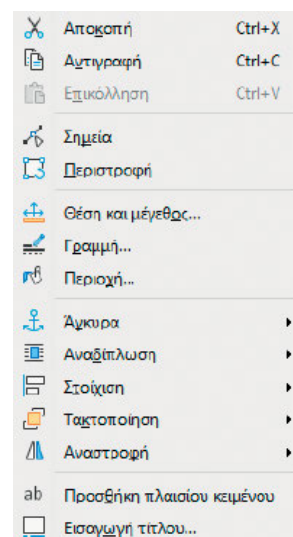 Αποκοπή Ctrl+X
Αντιγραφή Ctrl+C
Επικόλληση Ctrl+V
Σημεία
Περιστροφή
Θέση και μέγεθος...
Γραμμή...
Περιοχή...
Άγκυρα
Αναδίπλωση
Στοίχιση
Τακτοποίηση
Αναστροφή
ab Προσθήκη πλαισίου κειμένου
Εισαγωγή τίτλου...